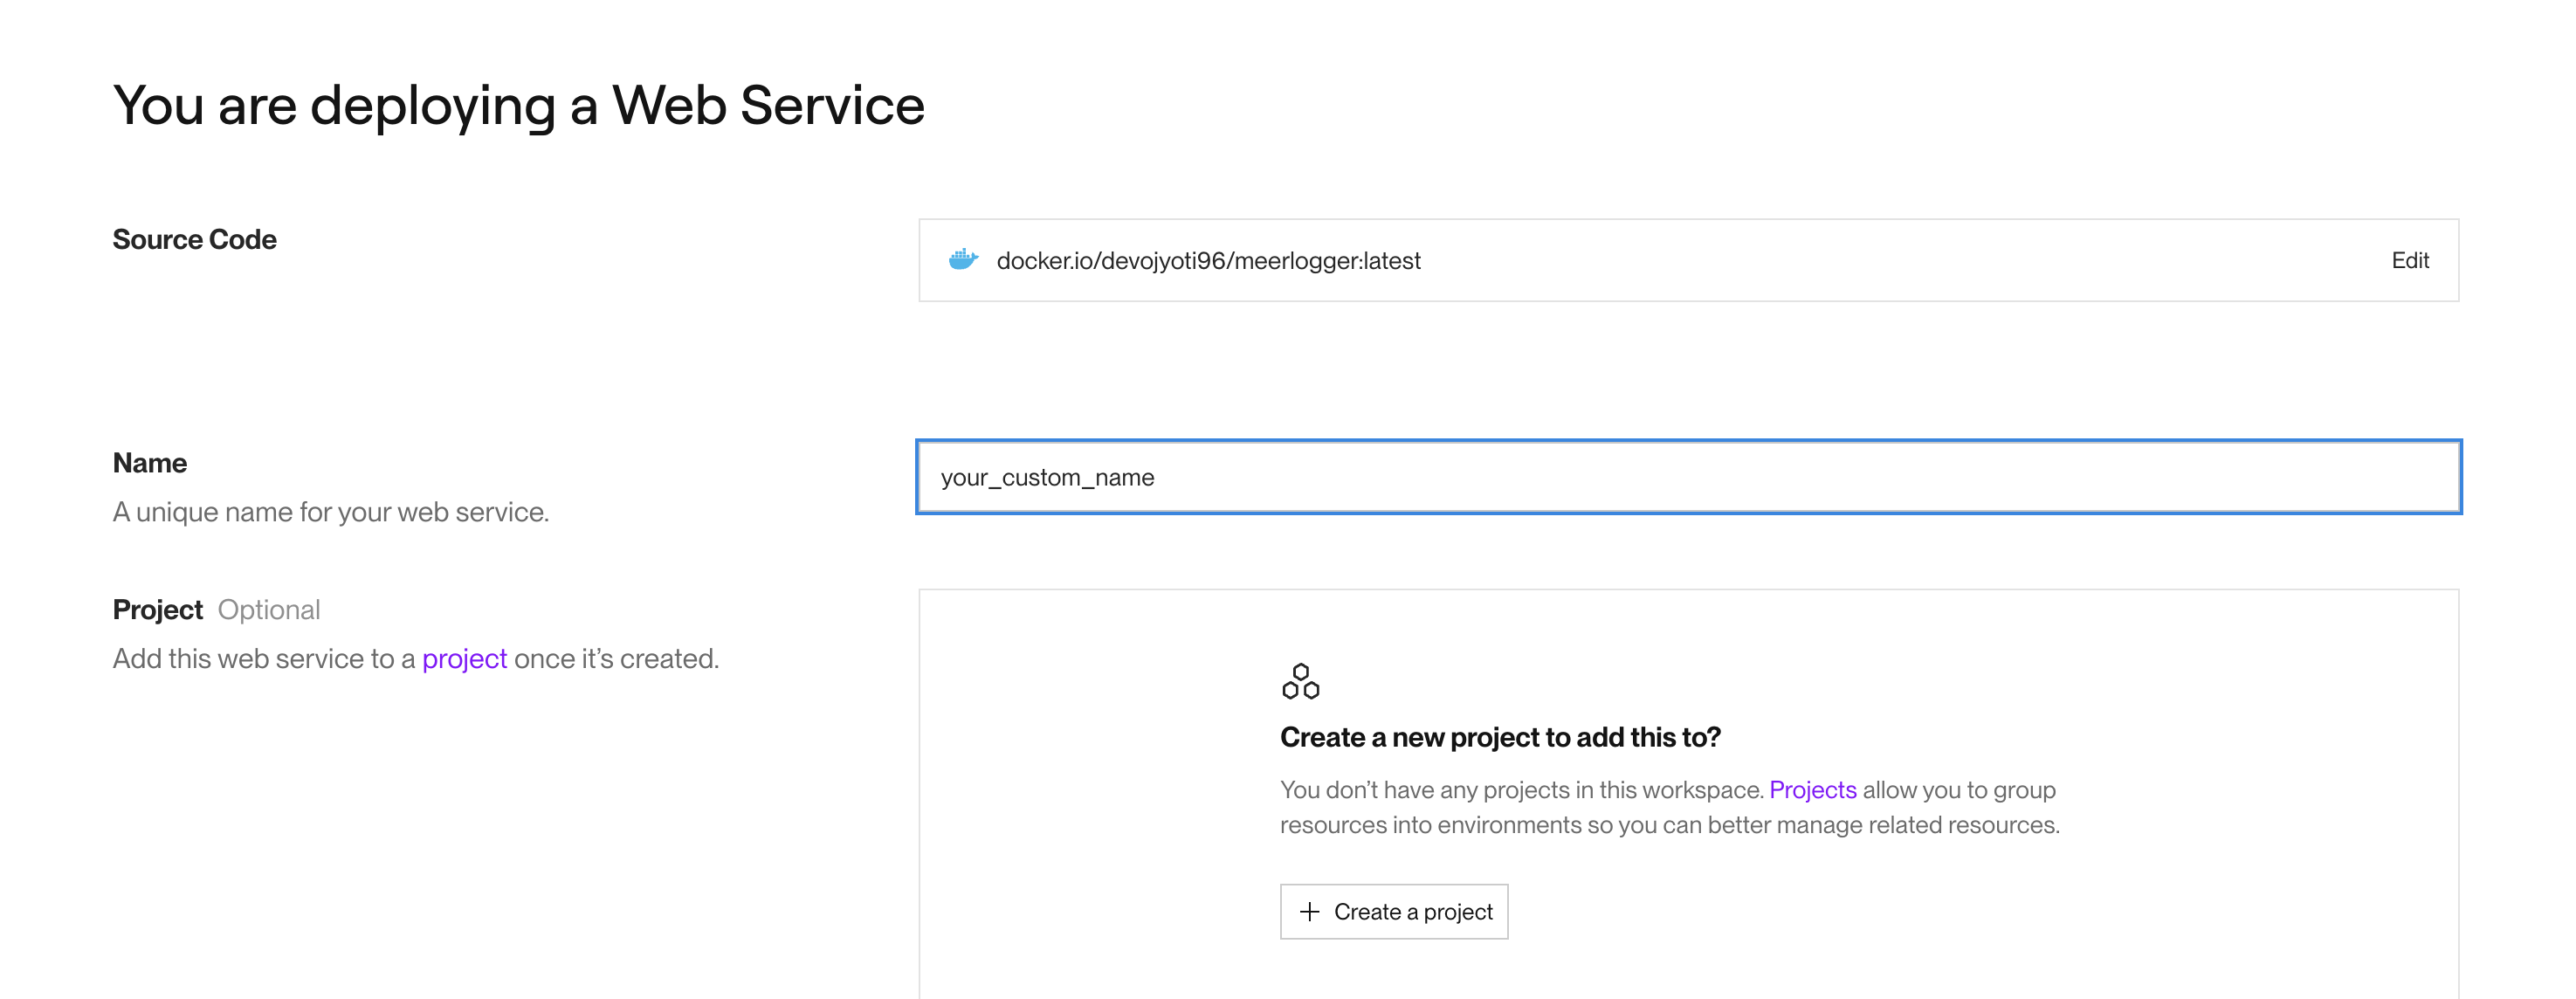 You are deploying a Web Service
Source Code
docker.io/devojyoti96/meerlogger:latest
Edit
Name
your_custom_name
A unique name for your web service.
Project Optional
Add this web service to a project once it’s created.
Create a new project to add this to?
You don’t have any projects in this workspace. Projects allow you to group
resources into environments so you can better manage related resources.
+ Create a project